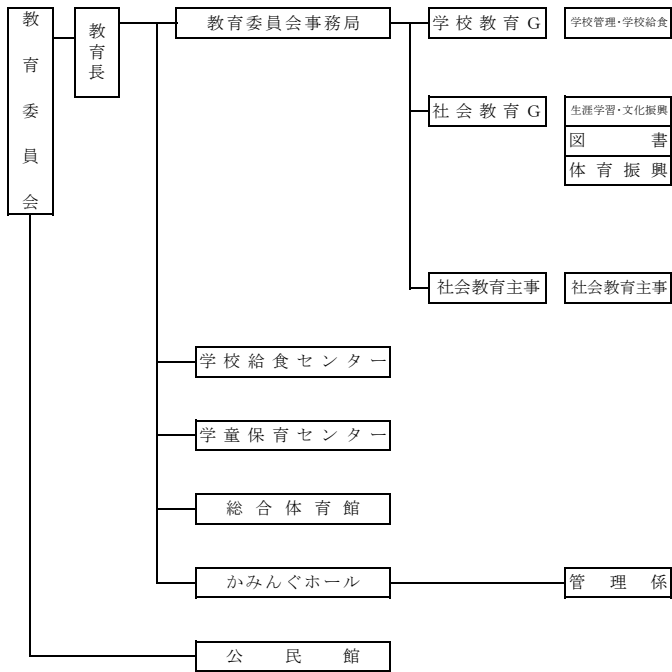 教育委員会
教育長
教育委員会事務局
学校教育G
学校管理・学校給食
社会教育G
生涯学習・文化振興
図書
体育振興
社会教育主事
社会教育主事
学校給食センター
学童保育センター
総合体育館
かみんぐホール
管理係
公民館